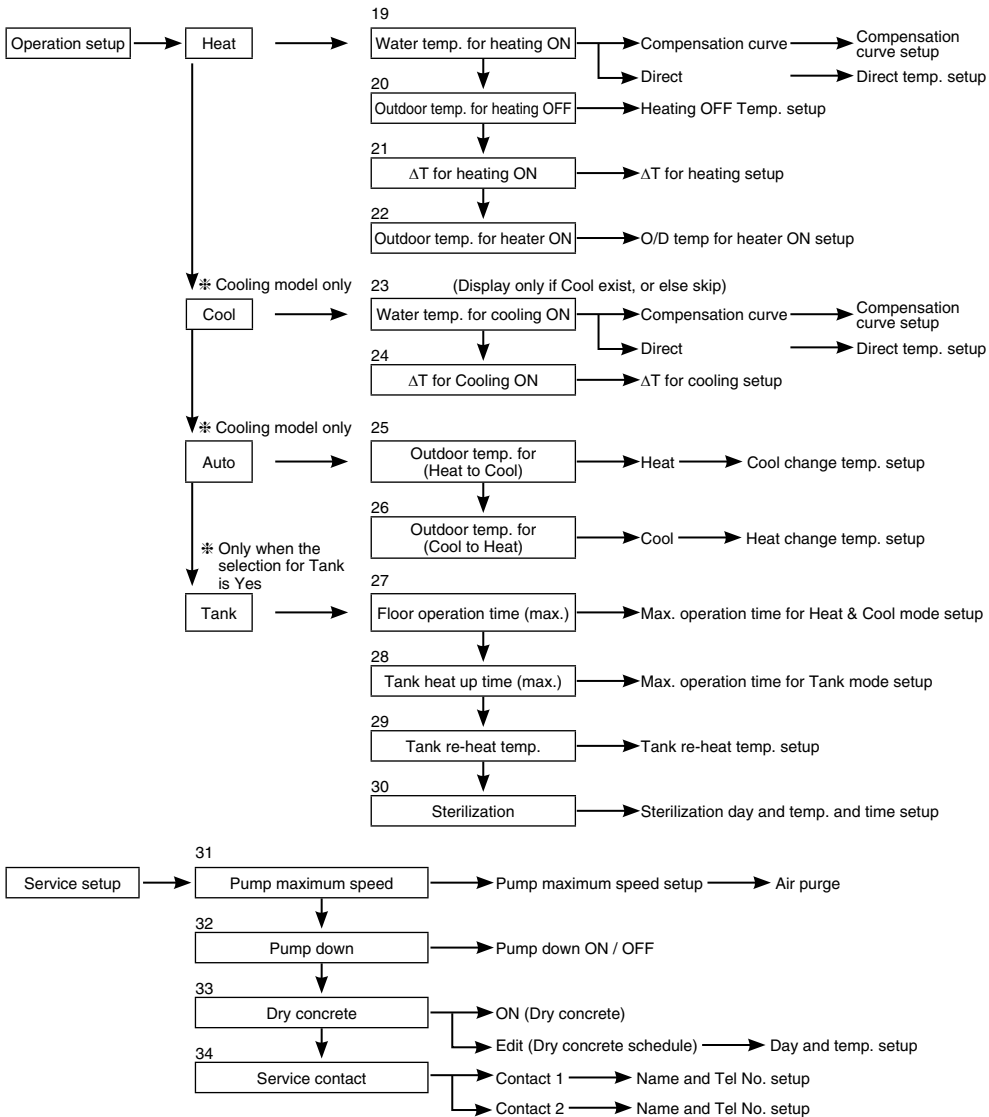 19
Operation setup
Heat
Water temp. for heating ON
Compensation curve
Compensation
curve setup
Direct
Direct temp. setup
20
Outdoor temp. for heating OFF
Heating OFF Temp. setup
21
ΔT for heating ON
ΔT for heating setup
22
Outdoor temp. for heater ON
O/D temp for heater ON setup
❉ Cooling model only
23
(Display only if Cool exist, or else skip)
Cool
Water temp. for cooling ON
Compensation curve
Compensation
curve setup
Direct
Direct temp. setup
24
ΔT for Cooling ON
ΔT for cooling setup
❉ Cooling model only
25
Auto
Outdoor temp. for
(Heat to Cool)
Heat
Cool change temp. setup
26
Outdoor temp. for
(Cool to Heat)
Cool
Heat change temp. setup
❉ Only when the
selection for Tank
is Yes
27
Tank
Floor operation time (max.)
Max. operation time for Heat & Cool mode setup
28
Tank heat up time (max.)
Max. operation time for Tank mode setup
29
Tank re-heat temp.
Tank re-heat temp. setup
30
Sterilization
Sterilization day and temp. and time setup
31
Service setup
Pump maximum speed
Pump maximum speed setup
Air purge
32
Pump down
Pump down ON / OFF
33
Dry concrete
ON (Dry concrete)
Edit (Dry concrete schedule)
Day and temp. setup
34
Service contact
Contact 1
Name and Tel No. setup
Contact 2
Name and Tel No. setup